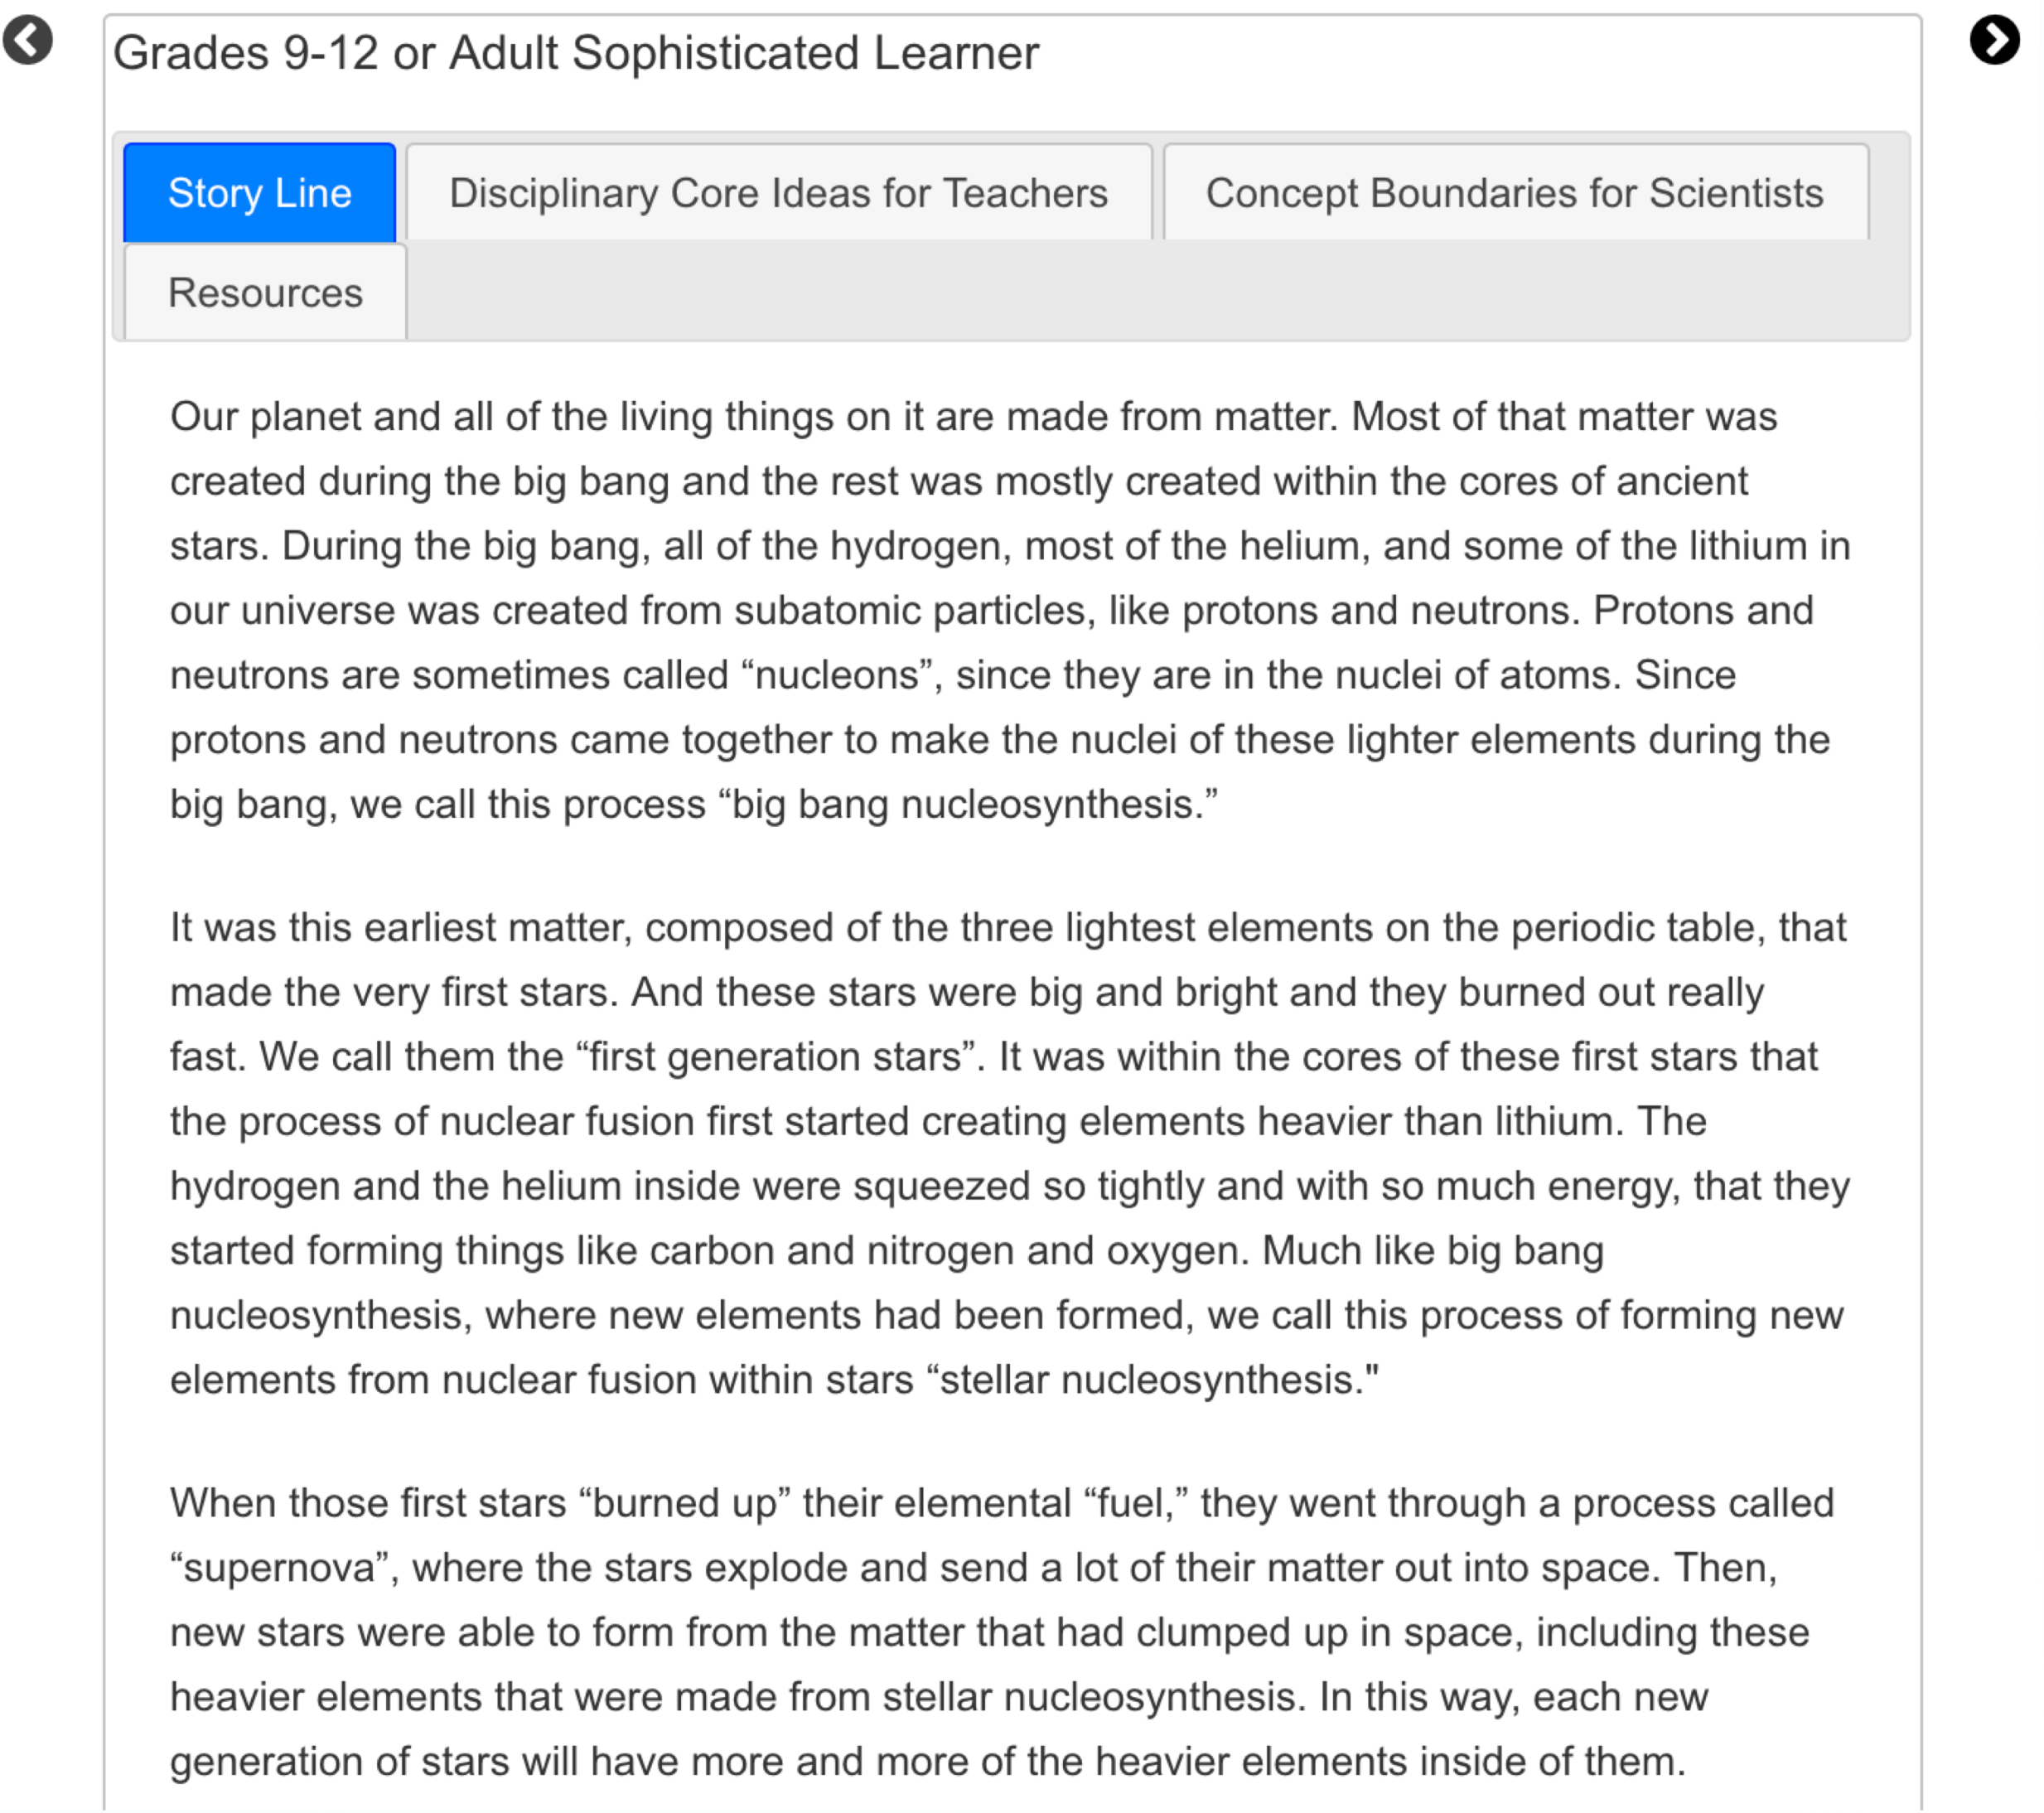 Grades 9-12 or Adult Sophisticated Learner
Story Line
Disciplinary Core Ideas for Teachers
Concept Boundaries for Scientists
Resources
Our planet and all of the living things on it are made from matter. Most of that matter was
created during the big bang and the rest was mostly created within the cores of ancient
stars. During the big bang, all of the hydrogen, most of the helium, and some of the lithium in
our universe was created from subatomic particles, like protons and neutrons. Protons and
neutrons are sometimes called “nucleons”, since they are in the nuclei of atoms. Since
protons and neutrons came together to make the nuclei of these lighter elements during the
big bang, we call this process “big bang nucleosynthesis.”
It was this earliest matter, composed of the three lightest elements on the periodic table, that
made the very first stars. And these stars were big and bright and they burned out really
fast. We call them the “first generation stars”. It was within the cores of these first stars that
the process of nuclear fusion first started creating elements heavier than lithium. The
hydrogen and the helium inside were squeezed so tightly and with so much energy, that they
started forming things like carbon and nitrogen and oxygen. Much like big bang
nucleosynthesis, where new elements had been formed, we call this process of forming new
elements from nuclear fusion within stars “stellar nucleosynthesis."
When those first stars “burned up” their elemental “fuel,” they went through a process called
“supernova”, where the stars explode and send a lot of their matter out into space. Then,
new stars were able to form from the matter that had clumped up in space, including these
heavier elements that were made from stellar nucleosynthesis. In this way, each new
generation of stars will have more and more of the heavier elements inside of them.